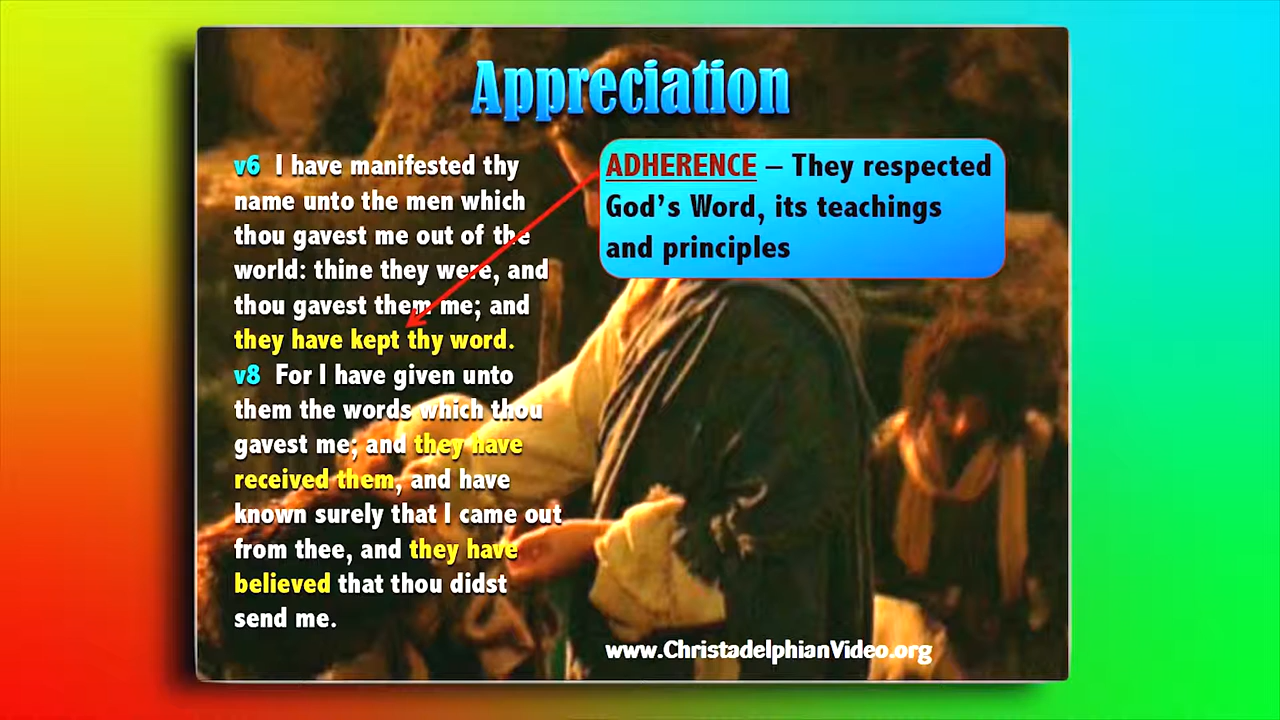 Appreciation
v6 I have manifested thy
name unto the men which
thou gavest me out of the
world: thine they were, and
thou gavest them me; and
they have kept thy word.
v8 For I have given unto
them the words which thou
gavest me; and they have
received them, and have
known surely that I came out
from thee, and they have
believed that thou didst
send me.
ADHERENCE – They respected
God's Word, its teachings
and principles
www.ChristadelphianVideo.org